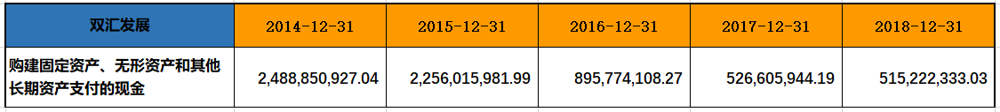 双汇发展 2014-12-31 2015-12-31 2016-12-31 2017-12-31 2018-12-31
购建固定资产、无形资产和其他
长期资产支付的现金 2,488,850,927.04 2,256,015,981.99 895,774,108.27 526,605,944.19 515,222,333.03